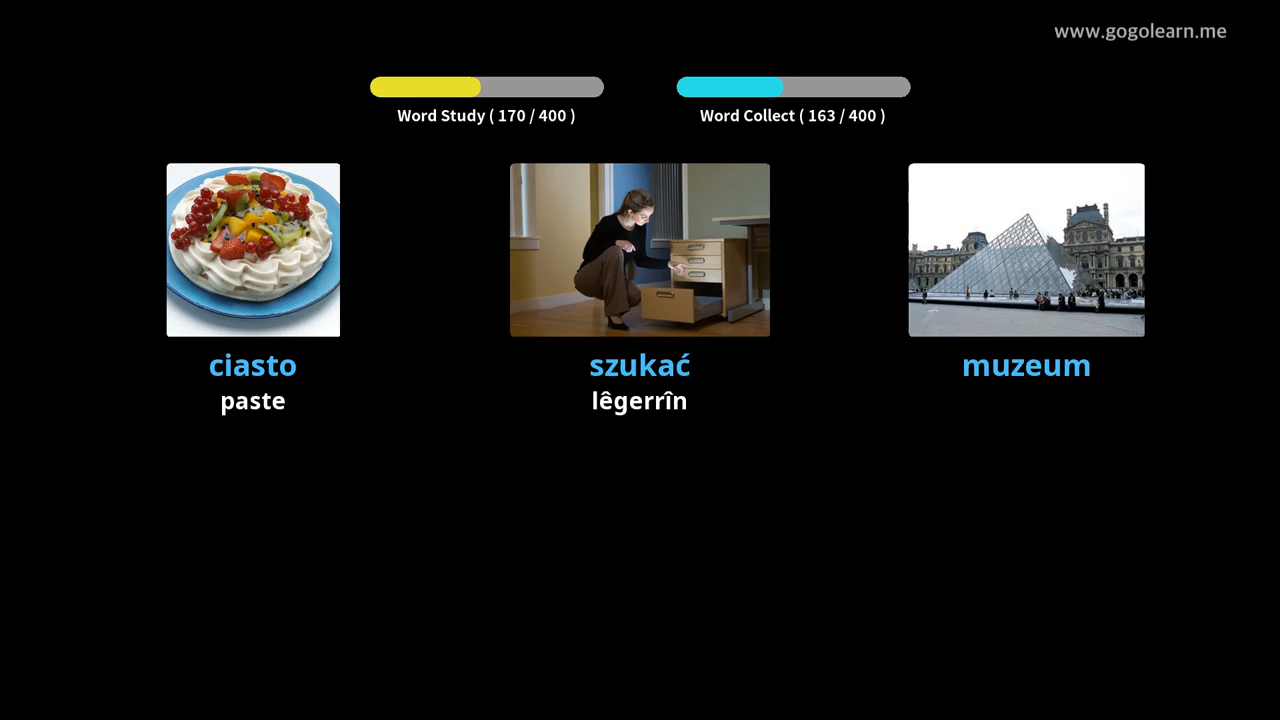 www.gogolearn.me
Word Study ( 170 / 400 )
Word Collect ( 163 / 400 )
ciasto
paste
szukać
lêgerrîn
muzeum